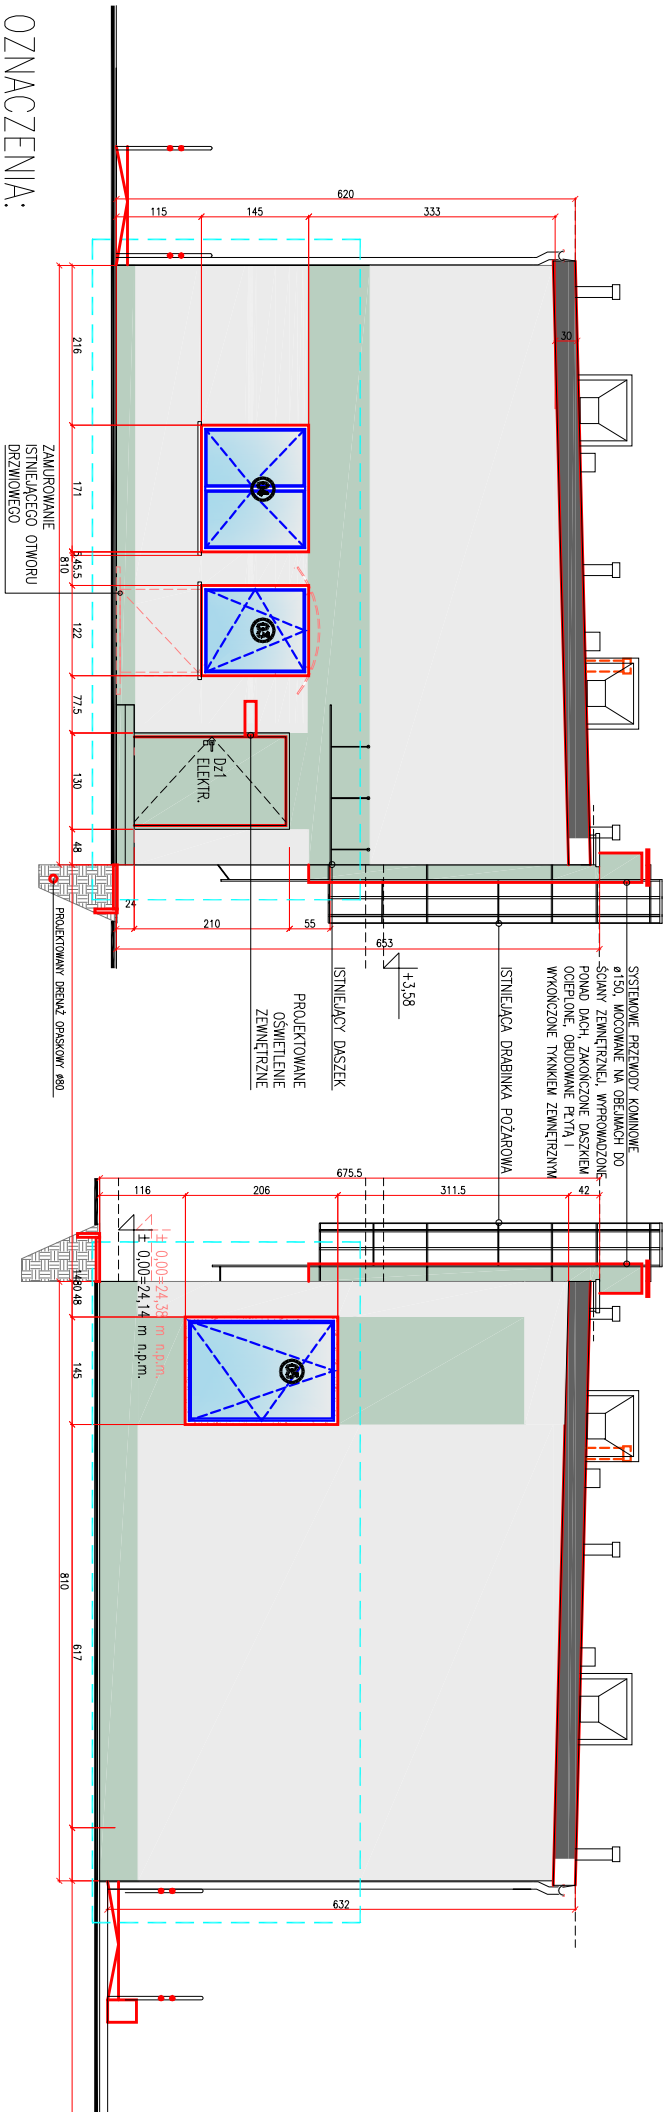 OZNACZENIA:
620
115
145
333
30
216
171
45.5
810
122
77.5
130
48
ZAMUROWANIE
ISTNIEJĄCEGO OTWORU
DRZWIOWEGO
Dz1
ELEKTR.
24
210
55
653
PROJEKTOWANY DRENAŻ OPASKOWY ø80
+3,58
PROJEKTOWANE
OŚWIETLENIE
ZEWNĘTRZNE
ISTNIEJĄCY DASZEK
ISTNIEJĄCA DRABINKA POŻAROWA
SYSTEMOWE PRZEWODY KOMINOWE
ø150, MOCOWANE NA OBEJMACH DO
ŚCIANY ZEWNĘTRZNEJ, WYPROWADZONE
PONAD DACH, ZAKOŃCZONE DASZKIEM
OCIEPLONE, OBUDOWANE PŁYTĄ I
WYKOŃCZONE TYNKIEM ZEWNĘTRZNYM
675.5
116
206
311.5
42
± 0,00=24,38 m n.p.m.
± 0,00=24,14 m n.p.m.
48
145
810
617
632